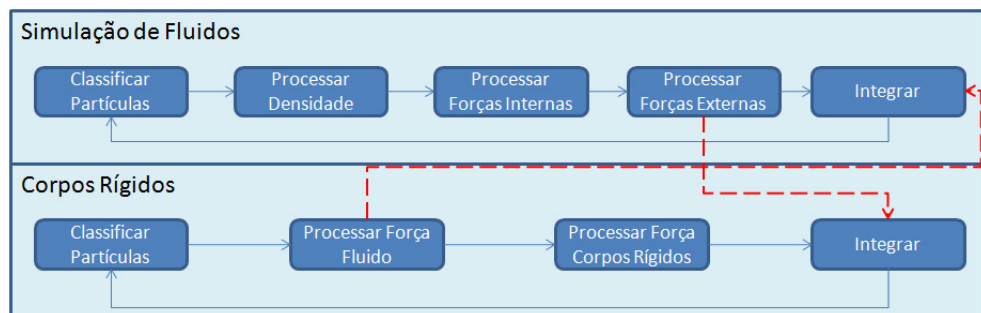 Simulação de Fluidos
Classificar
Partículas
Processar
Densidade
Processar
Forças Internas
Processar
Forças Externas
Integrar
Corpos Rígidos
Classificar
Partículas
Processar Força
Fluido
Processar Força
Corpos Rígidos
Integrar